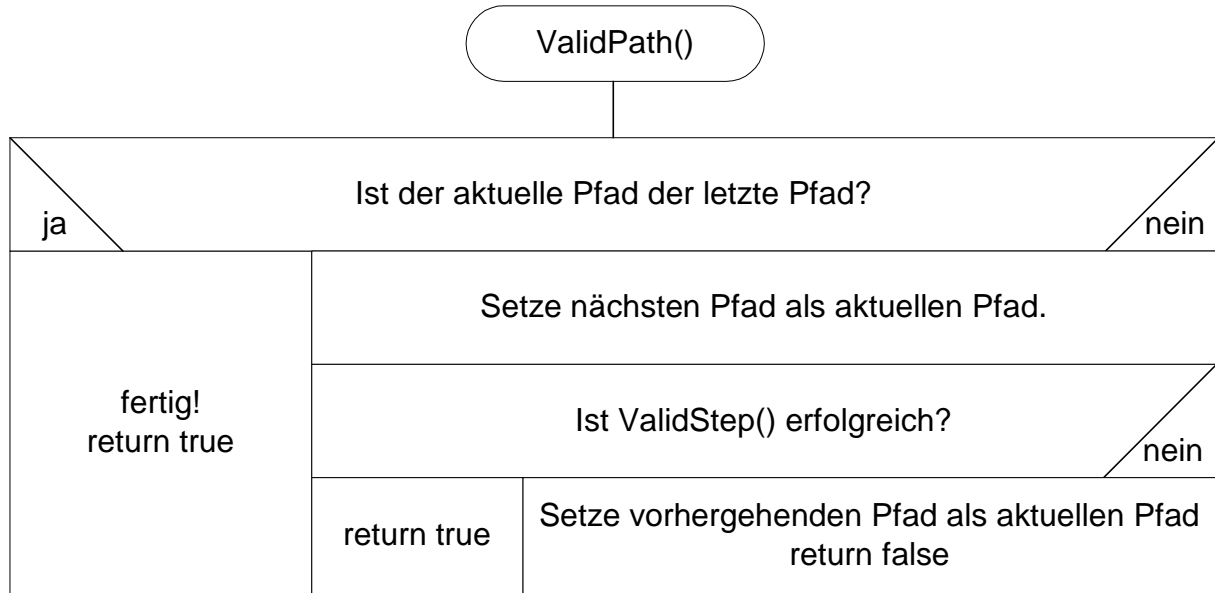 ValidPath()
Ist der aktuelle Pfad der letzte Pfad?
ja
nein
Setze nächsten Pfad als aktuellen Pfad.
fertig!
return true
Ist ValidStep() erfolgreich?
nein
return true
Setze vorhergehenden Pfad als aktuellen Pfad
return false